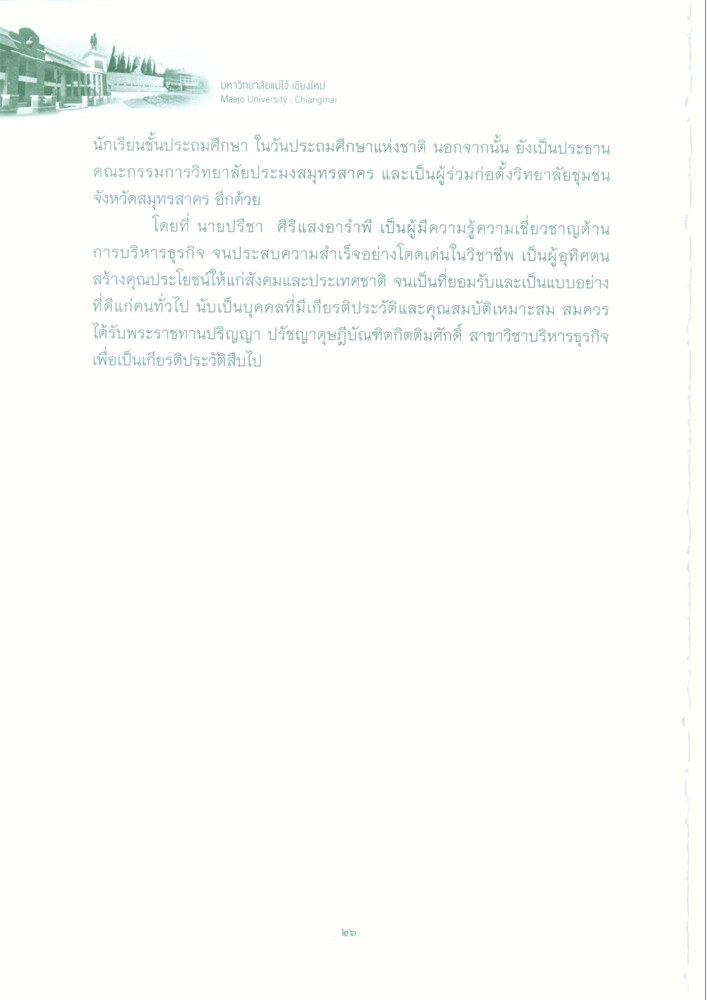 มหาวิทยาลัยแม่โจ้ เชียงใหม่
Maejo University : Chiangmai
นักเรียนชั้นประถมศึกษา ในวันประถมศึกษาแห่งชาติ นอกจากนั้น ยังเป็นประธาน
คณะกรรมการวิทยาลัยประมงสมุทรสาคร และเป็นผู้ร่วมก่อตั้งวิทยาลัยชุมชน
จังหวัดสมุทรสาคร อีกด้วย
โดยที่ นายปรีชา ศิริแสงอารำพี เป็นผู้มีความรู้ความเชี่ยวชาญด้าน
การบริหารธุรกิจ จนประสบความสำเร็จอย่างโดดเด่นในวิชาชีพ เป็นผู้อุทิศตน
สร้างคุณประโยชน์ให้แก่สังคมและประเทศชาติ จนเป็นที่ยอมรับและเป็นแบบอย่าง
ที่ดีแก่คนทั่วไป นับเป็นบุคคลที่มีเกียรติประวัติและคุณสมบัติเหมาะสม สมควร
ได้รับพระราชทานปริญญา ปรัชญาดุษฎีบัณฑิตกิตติมศักดิ์ สาขาวิชาบริหารธุรกิจ
เพื่อเป็นเกียรติประวัติสืบไป
๒๖